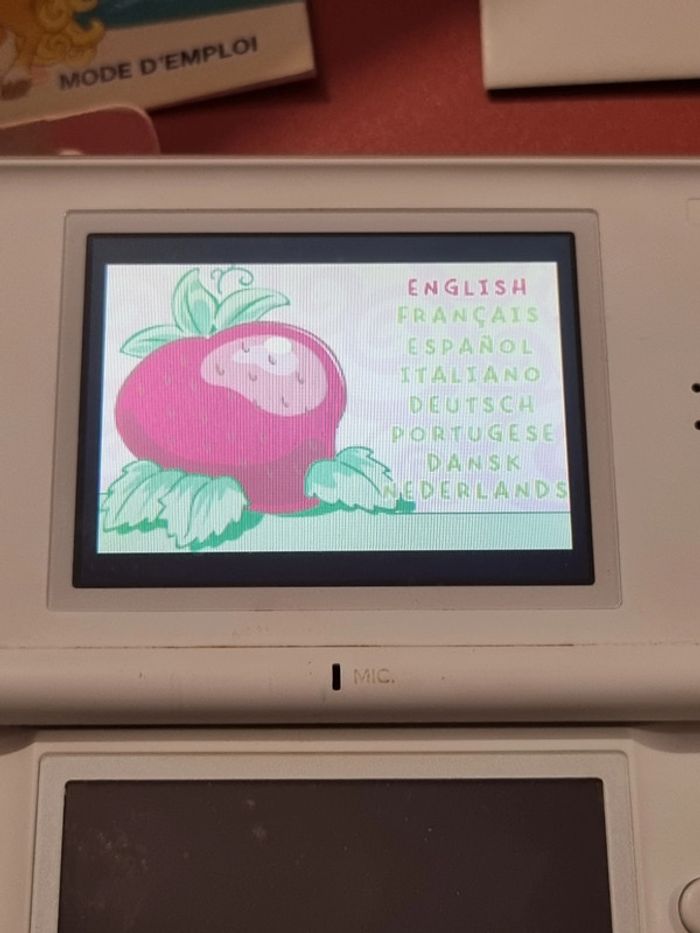 MODE D'EMPLOI
ENGLISH
FRANÇAIS
ESPAÑOL
ITALIANO
DEUTSCH
PORTUGESE
DANSK
NEDERLANDS
MIC.